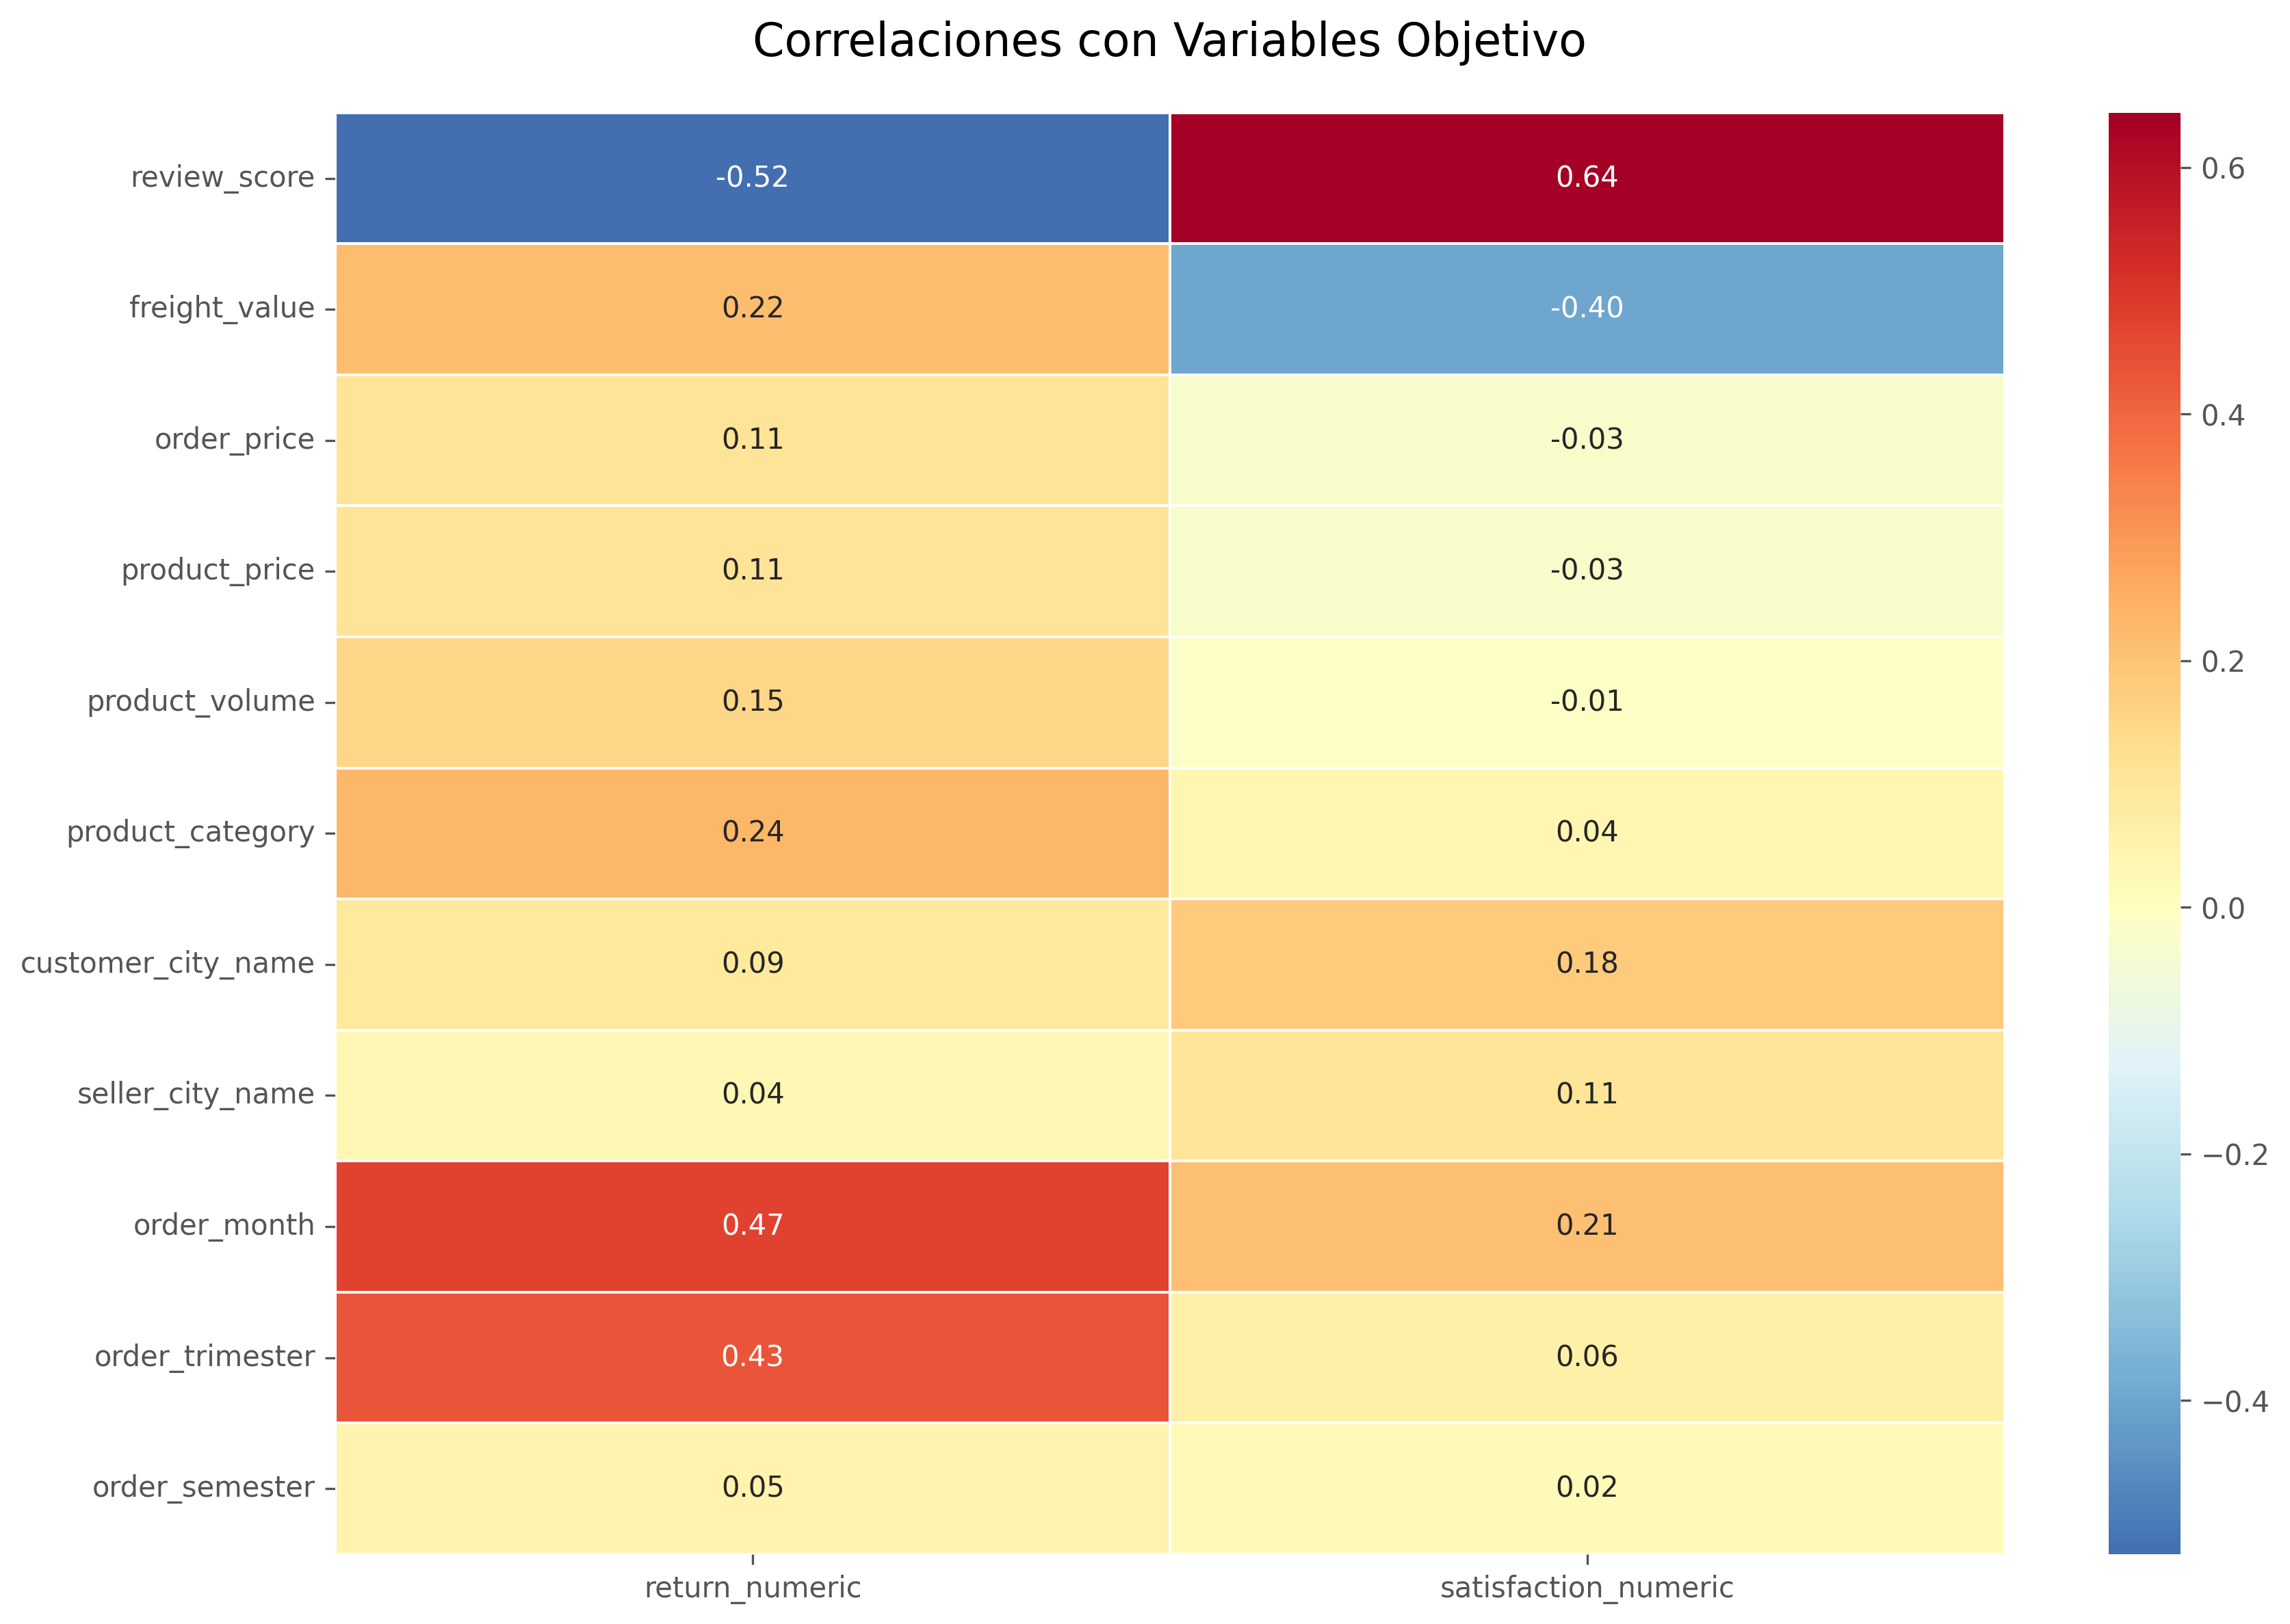 Correlaciones con Variables Objetivo
review_score -0.52 0.64
freight_value 0.22 -0.40
order_price 0.11 -0.03
product_price 0.11 -0.03
product_volume 0.15 -0.01
product_category 0.24 0.04
customer_city_name 0.09 0.18
seller_city_name 0.04 0.11
order_month 0.47 0.21
order_trimester 0.43 0.06
order_semester 0.05 0.02
return_numeric satisfaction_numeric
0.6
0.4
0.2
0.0
−0.2
−0.4